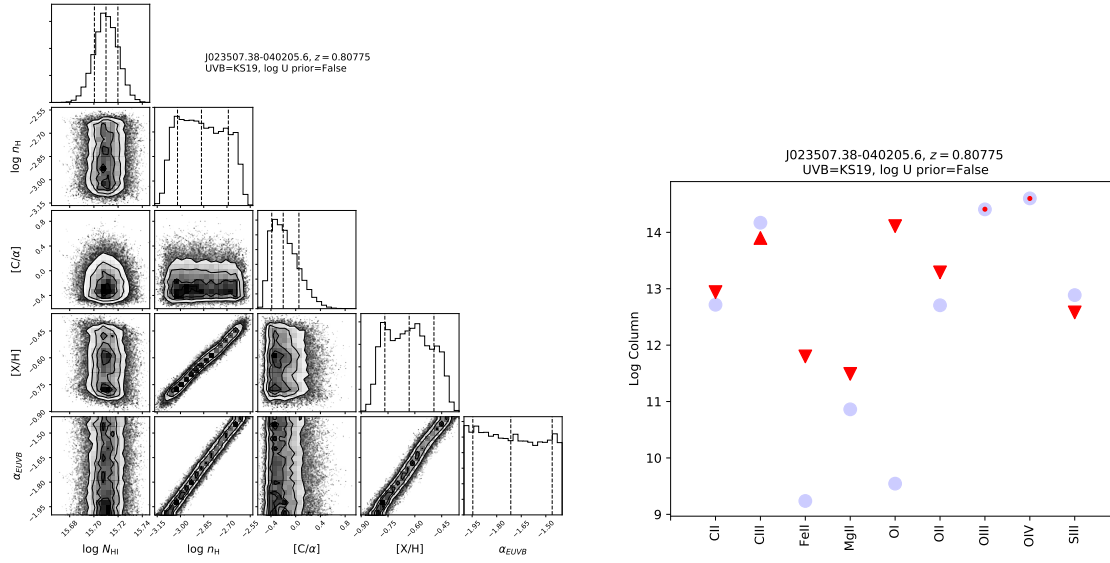 J023507.38-040205.6, z = 0.80775
UVB=KS19, log U prior=False
log n_H
−2.55
−2.70
−2.85
−3.00
−3.15
[C/α]
0.8
0.4
0.0
−0.4
[X/H]
−0.45
−0.60
−0.75
−0.90
α_EUVB
−1.50
−1.65
−1.80
−1.95
15.68 15.70 15.72 15.74
−3.15 −3.00 −2.85 −2.70 −2.55
−0.4 0.0 0.4 0.8
−0.90 −0.75 −0.60 −0.45
−1.95 −1.80 −1.65 −1.50
log N_HI
log n_H
[C/α]
[X/H]
α_EUVB
J023507.38-040205.6, z = 0.80775
UVB=KS19, log U prior=False
Log Column
14
13
12
11
10
9
CII CIII FeII MgII OI OII OIII OIV SiII